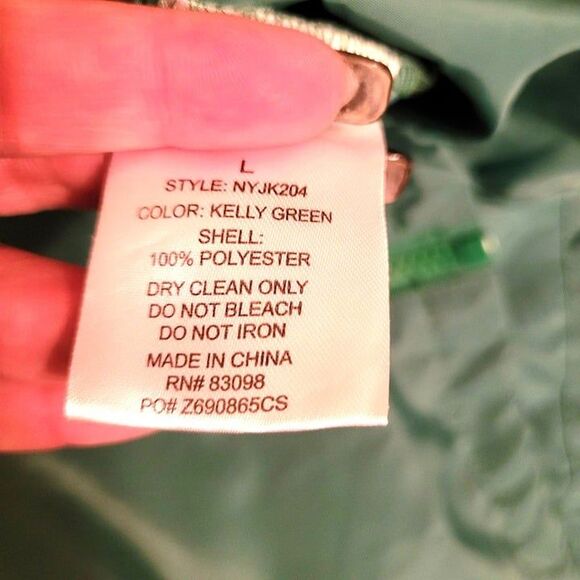 L
STYLE: NYJK204
COLOR: KELLY GREEN
SHELL:
100% POLYESTER
DRY CLEAN ONLY
DO NOT BLEACH
DO NOT IRON
MADE IN CHINA
RN# 83098
PO# Z690865CS